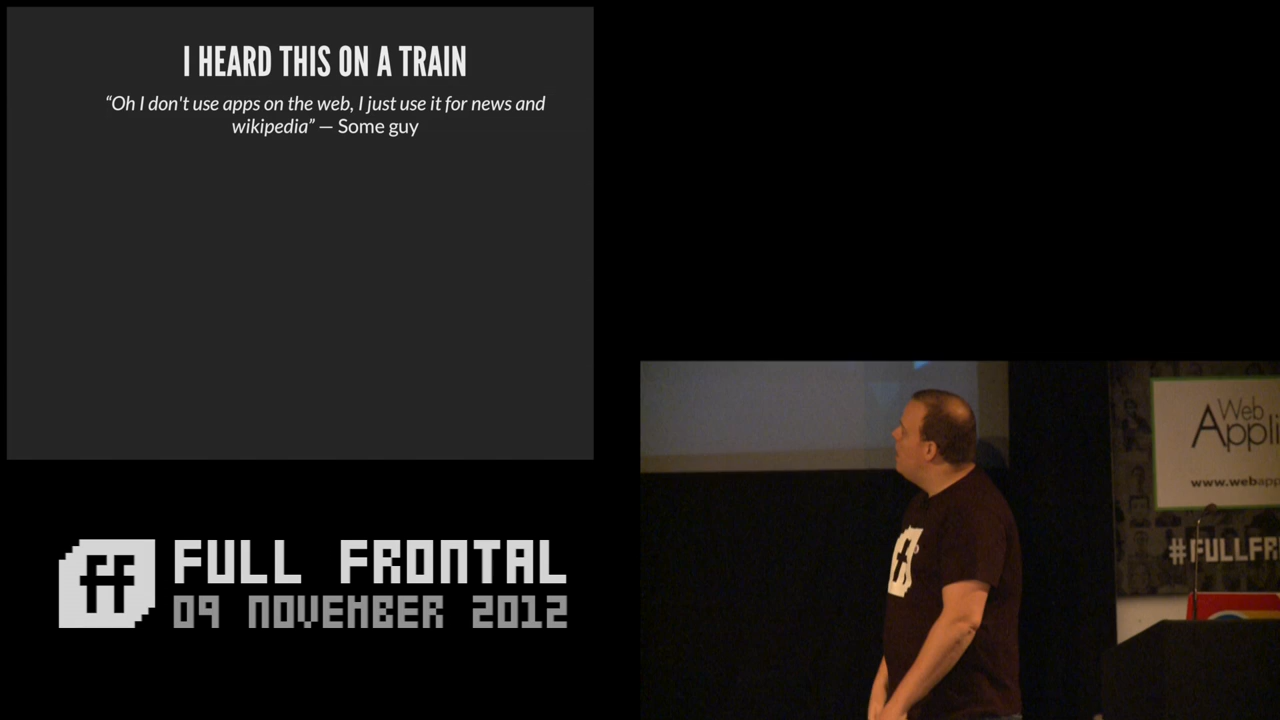 I HEARD THIS ON A TRAIN
“Oh I don't use apps on the web, I just use it for news and
wikipedia” — Some guy
ff
FULL FRONTAL
09 NOVEMBER 2012
ff
Web
Appli
www.webapp
#FULLFR